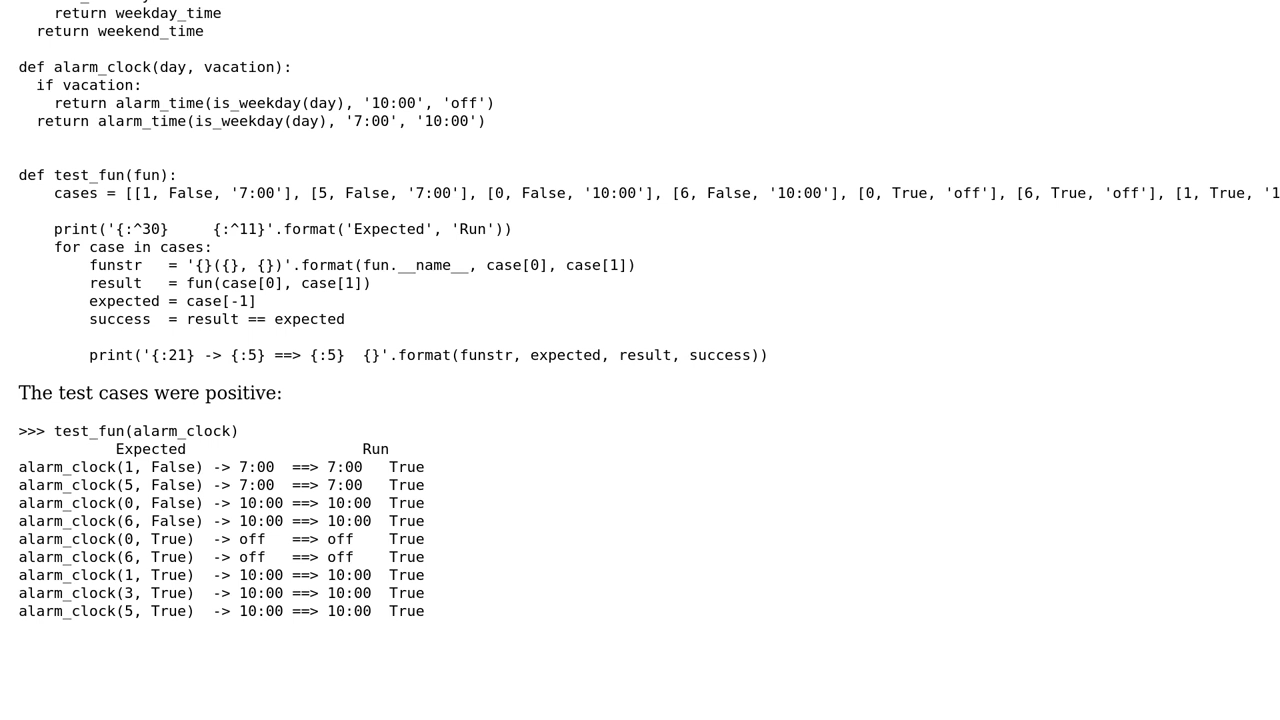 return weekday_time
return weekend_time
def alarm_clock(day, vacation):
if vacation:
return alarm_time(is_weekday(day), '10:00', 'off')
return alarm_time(is_weekday(day), '7:00', '10:00')
def test_fun(fun):
cases = [[1, False, '7:00'], [5, False, '7:00'], [0, False, '10:00'], [6, False, '10:00'], [0, True, 'off'], [6, True, 'off'], [1, True, '1
print('{:^30}     {:^11}'.format('Expected', 'Run'))
for case in cases:
funstr   = '{}({}, {})'.format(fun.__name__, case[0], case[1])
result   = fun(case[0], case[1])
expected = case[-1]
success  = result == expected
print('{:21} -> {:5} ==> {:5}  {}'.format(funstr, expected, result, success))
The test cases were positive:
>>> test_fun(alarm_clock)
Expected                    Run
alarm_clock(1, False) -> 7:00  ==> 7:00   True
alarm_clock(5, False) -> 7:00  ==> 7:00   True
alarm_clock(0, False) -> 10:00 ==> 10:00  True
alarm_clock(6, False) -> 10:00 ==> 10:00  True
alarm_clock(0, True)  -> off   ==> off    True
alarm_clock(6, True)  -> off   ==> off    True
alarm_clock(1, True)  -> 10:00 ==> 10:00  True
alarm_clock(3, True)  -> 10:00 ==> 10:00  True
alarm_clock(5, True)  -> 10:00 ==> 10:00  True